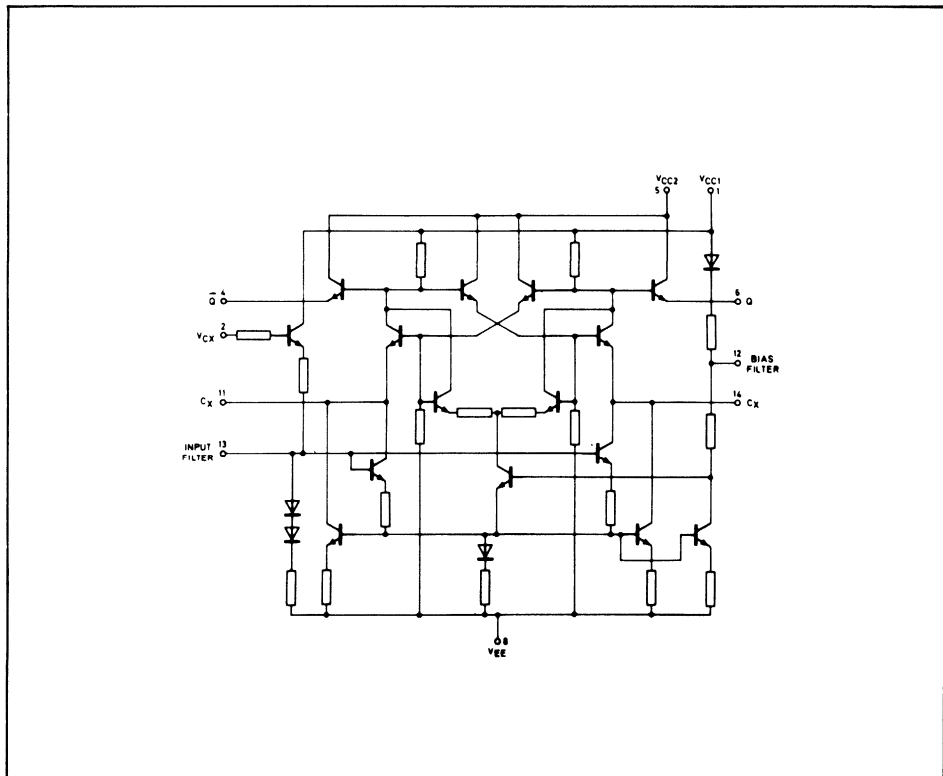 VCC2
5
VCC1
1
4
Q̅
6
Q
2
VCX
12
BIAS
FILTER
11
CX
14
CX
INPUT 13
FILTER
8
VEE